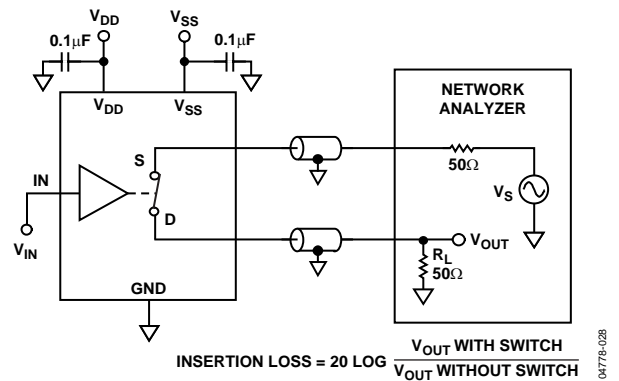 V_DD
V_SS
0.1μF
0.1μF
V_DD
V_SS
NETWORK
ANALYZER
S
50Ω
V_S
IN
D
V_OUT
V_IN
R_L
50Ω
GND
INSERTION LOSS = 20 LOG V_OUT WITH SWITCH / V_OUT WITHOUT SWITCH
04778-028